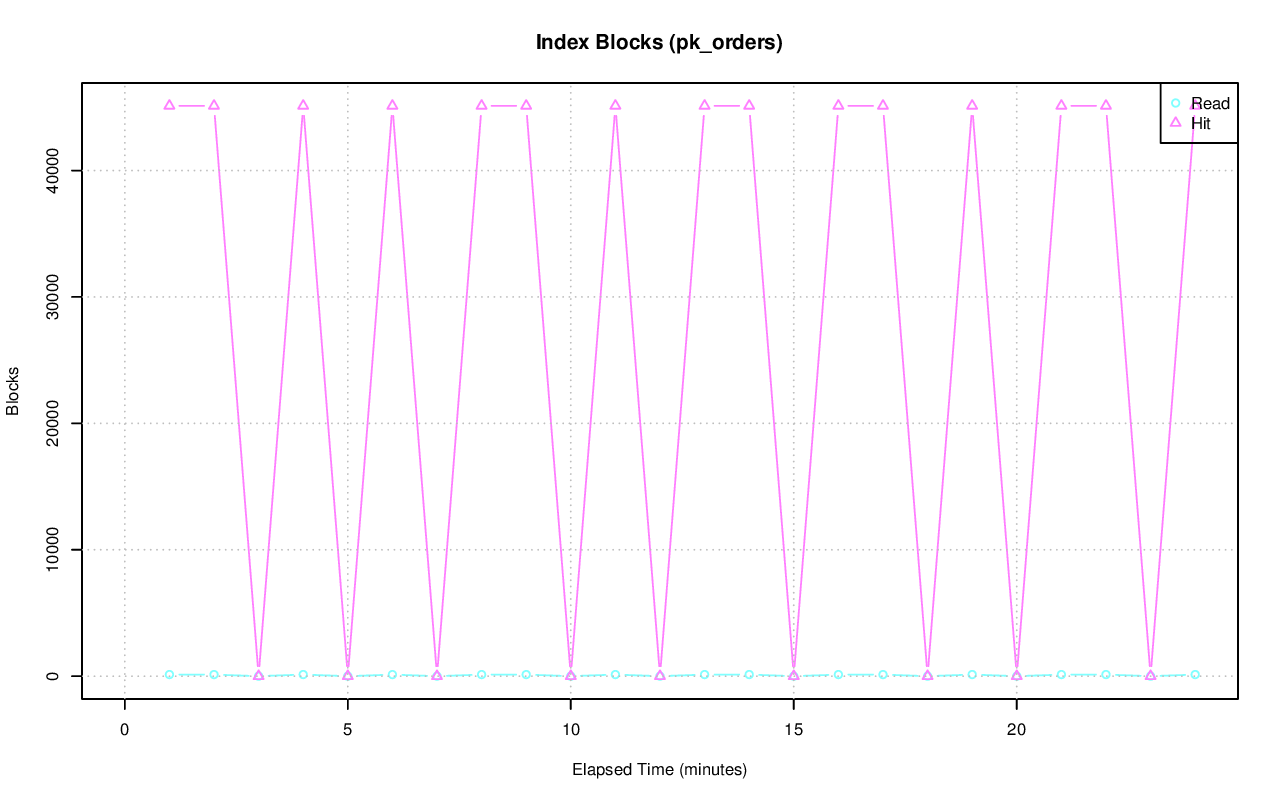 Index Blocks (pk_orders)
Read
Hit
Blocks
40000
30000
20000
10000
0
0
5
10
15
20
Elapsed Time (minutes)